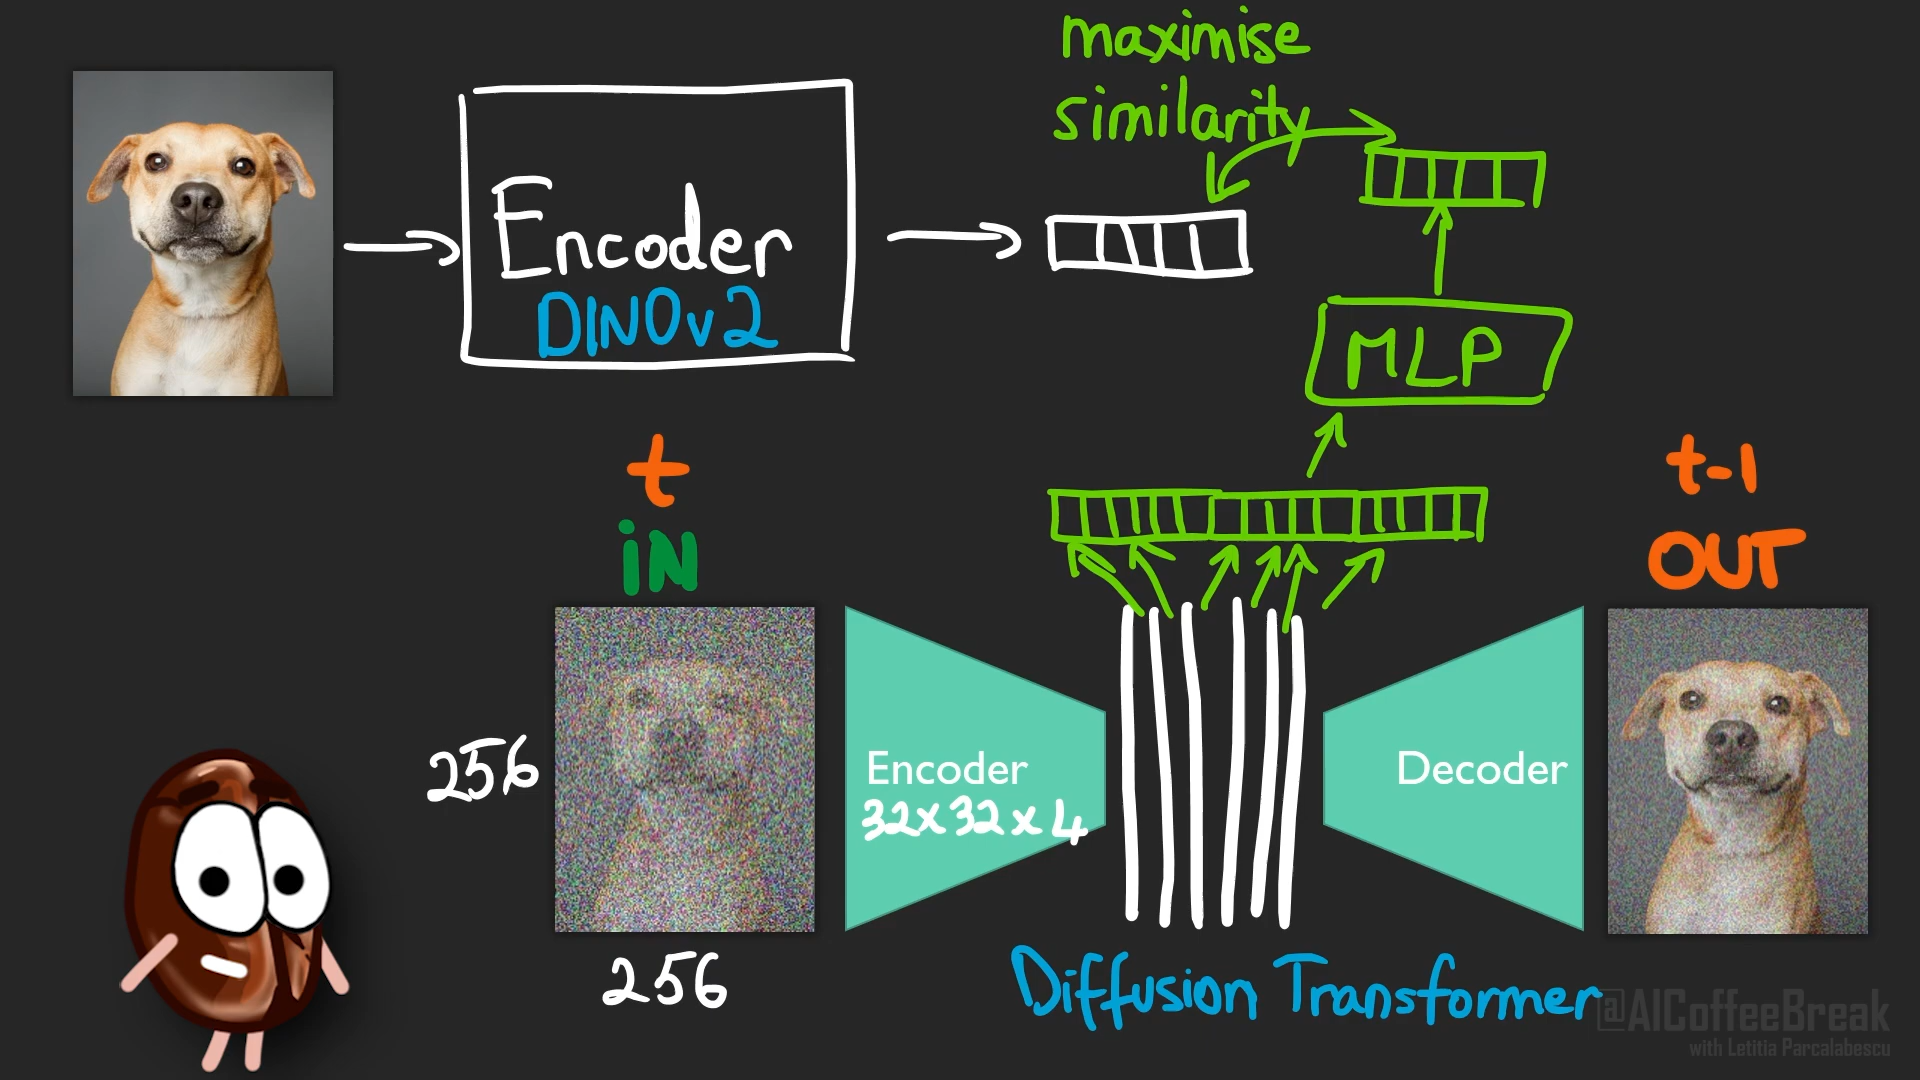 maximise
similarity
Encoder
DINOv2
MLP
t
iN
t-1
OUT
256
Encoder
32x32x4
Decoder
256
Diffusion Transformer
@AICoffeeBreak
with Letitia Parcalabescu